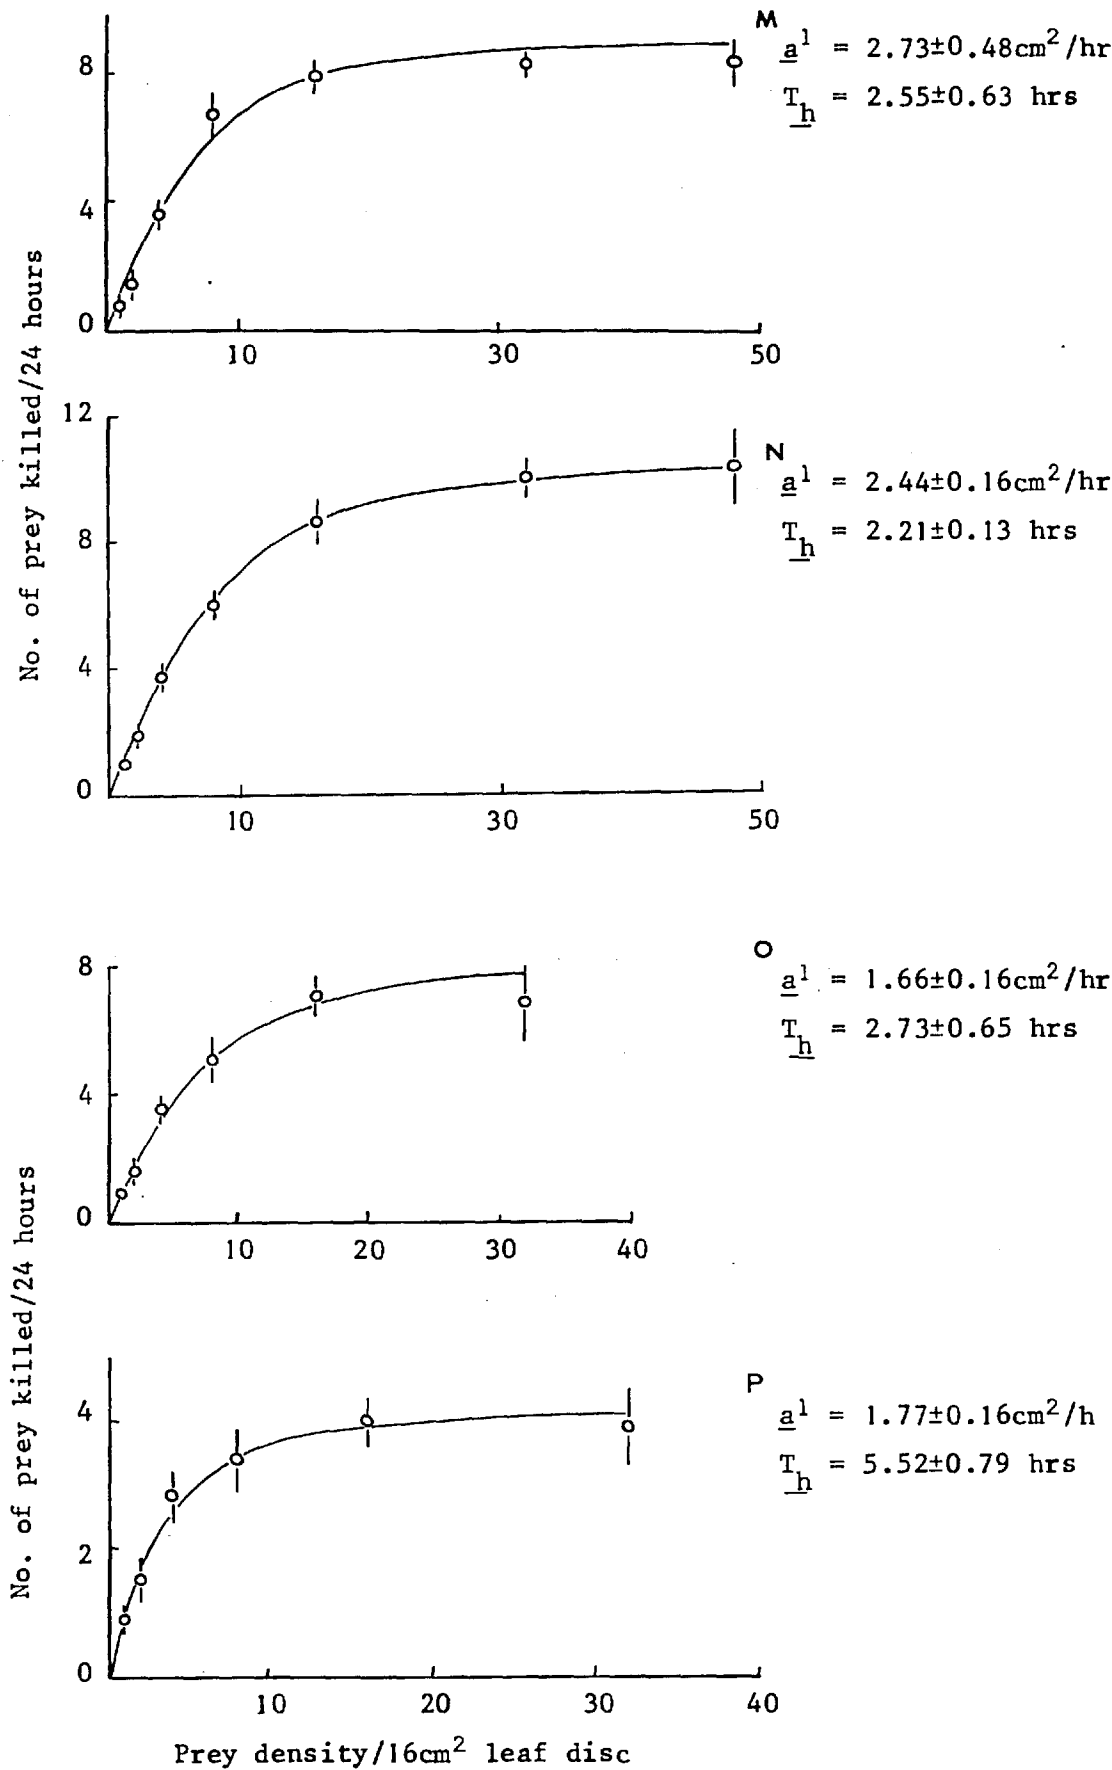 M
a¹ = 2.73±0.48cm²/hr
T_h = 2.55±0.63 hrs
8
4
0
10 30 50
No. of prey killed/24 hours
12
N
a¹ = 2.44±0.16cm²/hr
T_h = 2.21±0.13 hrs
8
4
0
10 30 50
O
a¹ = 1.66±0.16cm²/hr
T_h = 2.73±0.65 hrs
8
4
0
10 20 30 40
No. of prey killed/24 hours
P
a¹ = 1.77±0.16cm²/h
T_h = 5.52±0.79 hrs
4
2
0
10 20 30 40
Prey density/16cm² leaf disc